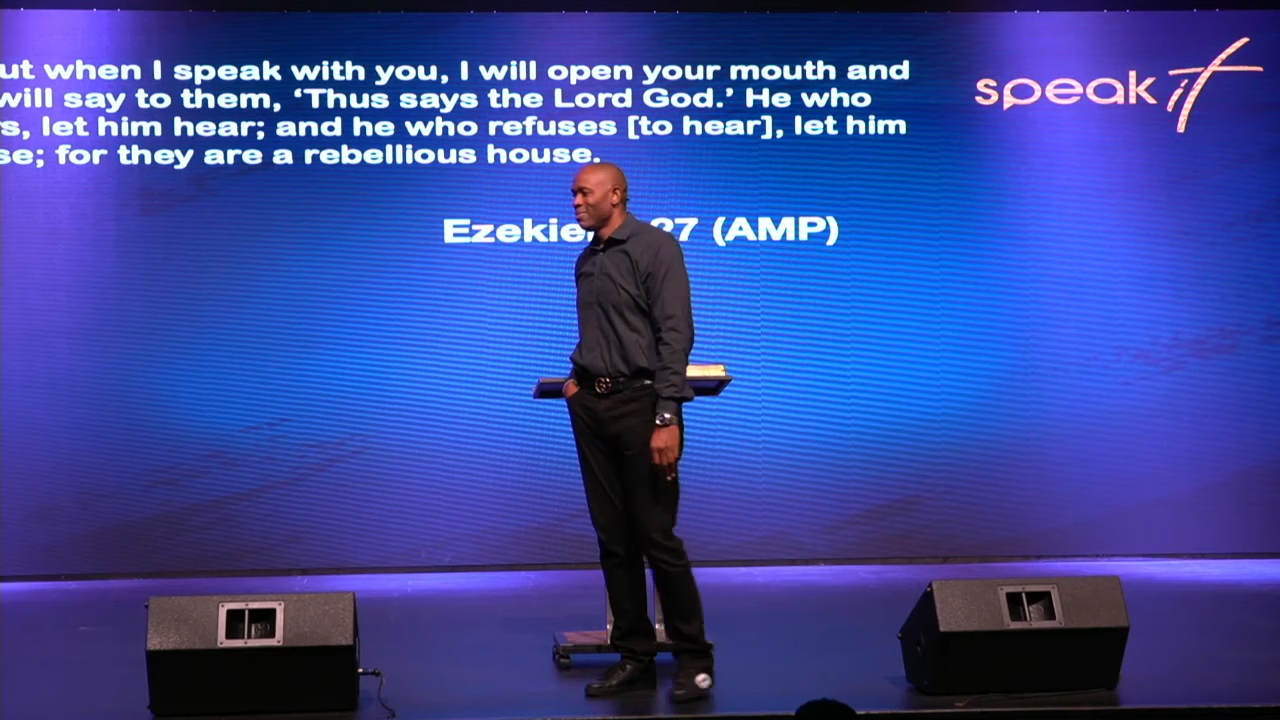 ut when I speak with you, I will open your mouth and
will say to them, ‘Thus says the Lord God.’ He who
s, let him hear; and he who refuses [to hear], let him
se; for they are a rebellious house.
speak it
27 (AMP)